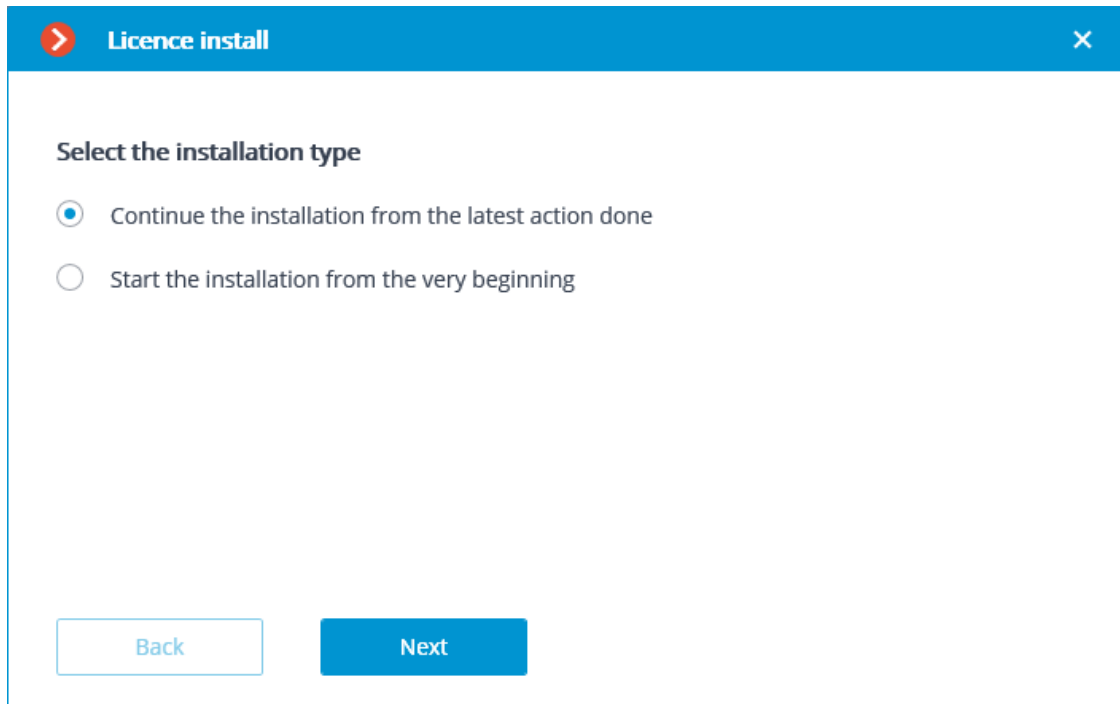 Licence install
Select the installation type
Continue the installation from the latest action done
Start the installation from the very beginning
Back
Next